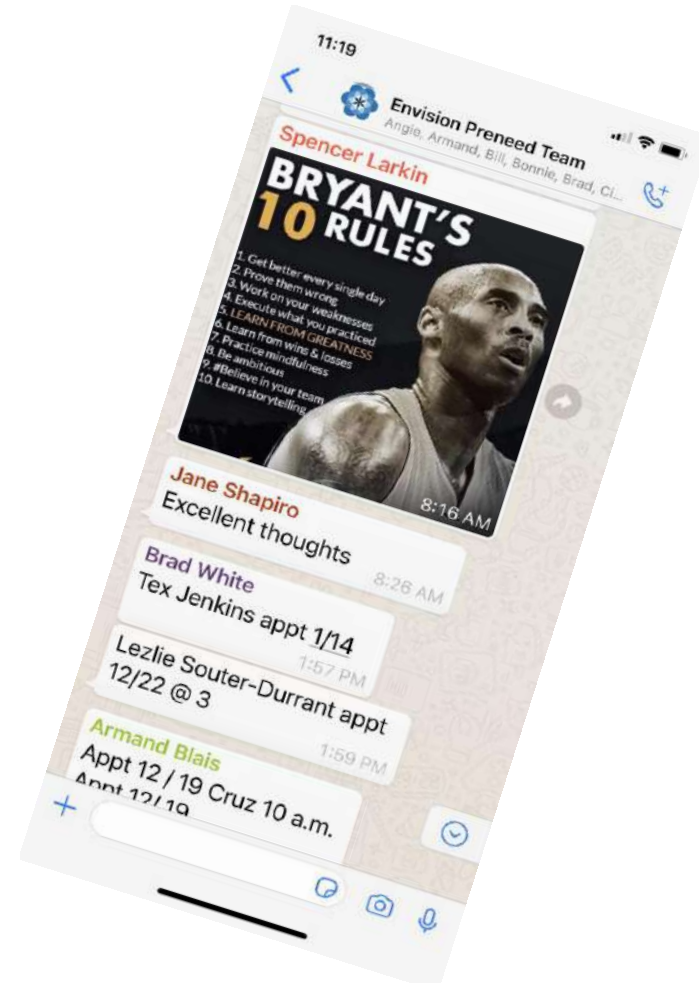 11:19
Envision Preneed Team
Angie, Armand, Bill, Bonnie, Brad, Ci...
Spencer Larkin
BRYANT'S
10 RULES
1. Get better every single day
2. Prove them wrong
3. Work on your weaknesses
4. Execute what you practiced
5. LEARN FROM GREATNESS
6. Learn from wins & losses
7. Practice mindfulness
8. Be ambitious
9. #Believe in your team
10. Learn storytelling
8:16 AM
Jane Shapiro
Excellent thoughts
8:26 AM
Brad White
Tex Jenkins appt 1/14
1:57 PM
Lezlie Souter-Durrant appt
12/22 @ 3
1:59 PM
Armand Blais
Appt 12 / 19 Cruz 10 a.m.
Appt 12/ 19